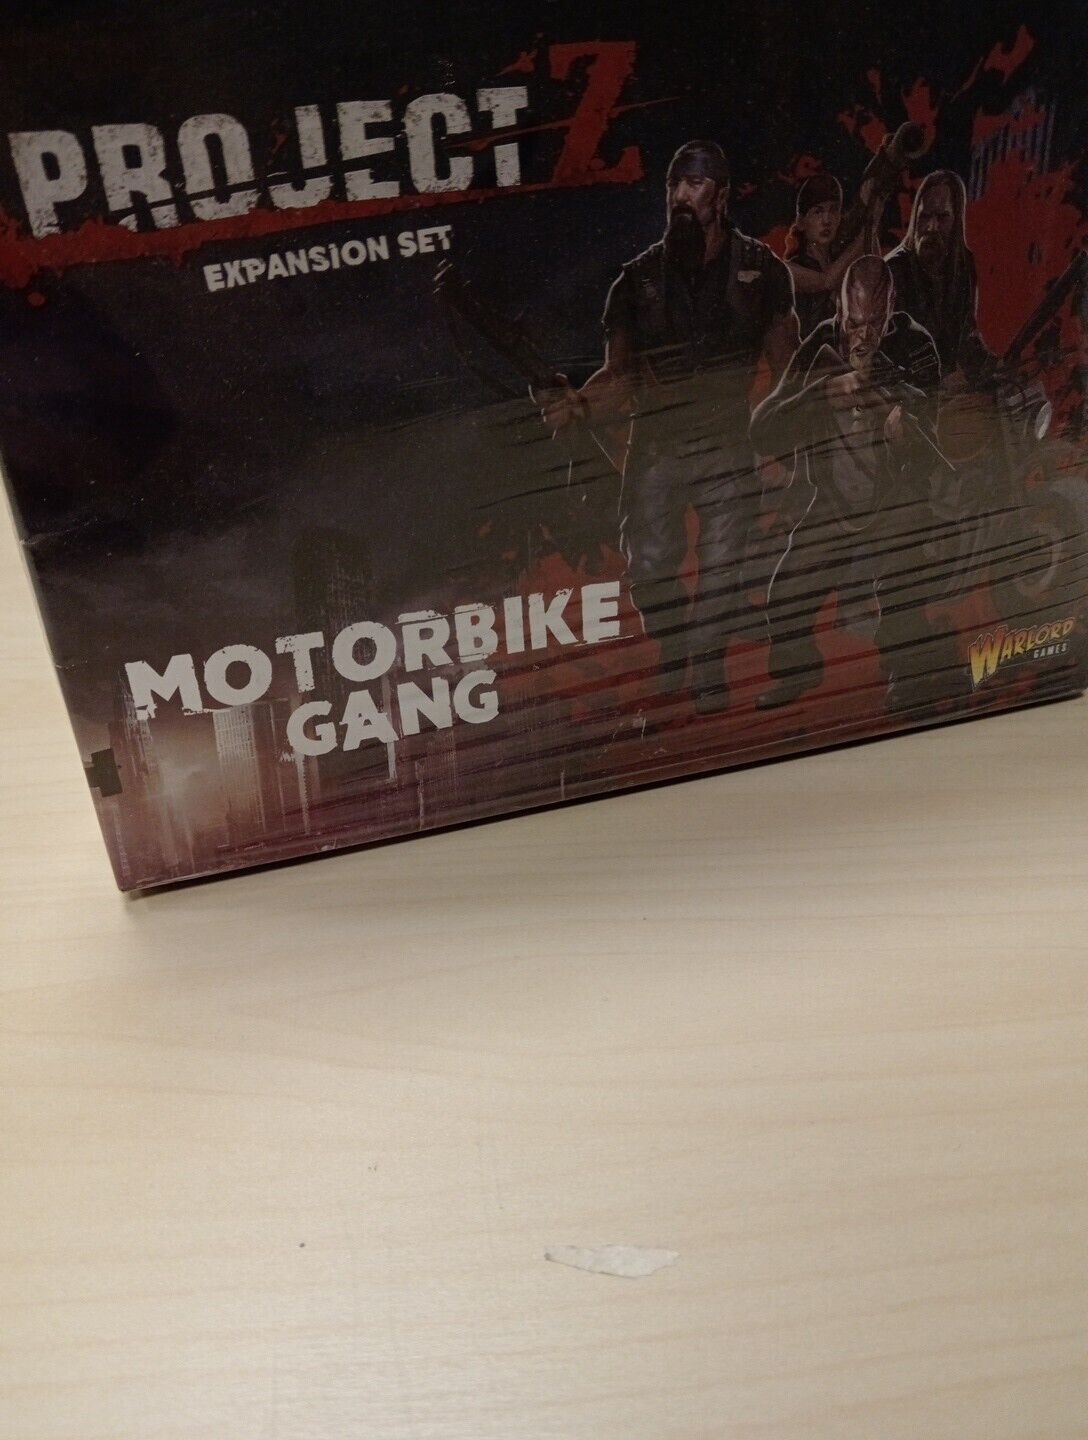 PROJECT Z
EXPANSION SET
MOTORBIKE
GANG
WARLORD
GAMES